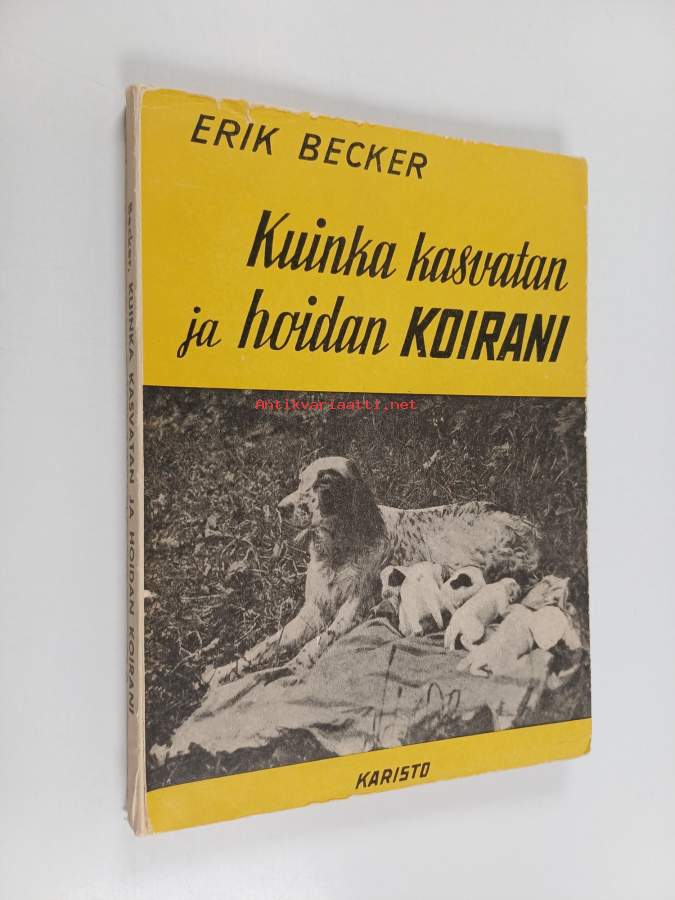 ERIK BECKER
Kuinka kasvatan
ja hoidan KOIRANI
Antikvariaatti.net
KARISTO
Becker, KUINKA KASVATAN JA HOIDAN KOIRANI